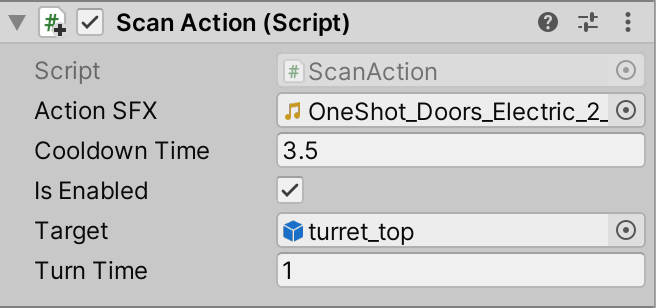 Scan Action (Script)
Script ScanAction
Action SFX OneShot_Doors_Electric_2_
Cooldown Time 3.5
Is Enabled
Target turret_top
Turn Time 1